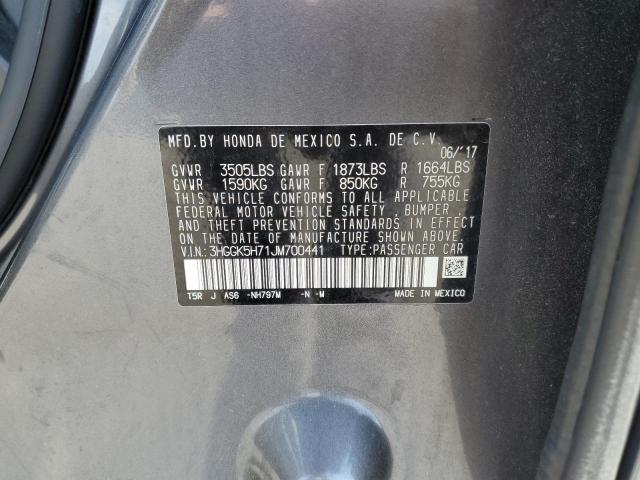 MFD.BY HONDA DE MEXICO S.A. DE C.V.
06/'17
GVWR 3505LBS GAWR F 1873LBS R 1664LBS
GVWR 1590KG GAWR F 850KG R 755KG
THIS VEHICLE CONFORMS TO ALL APPLICABLE
FEDERAL MOTOR VEHICLE SAFETY, BUMPER,
AND THEFT PREVENTION STANDARDS IN EFFECT
ON THE DATE OF MANUFACTURE SHOWN ABOVE.
V.I.N.: 3HGGK5H71JM700441 TYPE:PASSENGER CAR
T5R J AS6 -NH797M -N -M MADE IN MEXICO